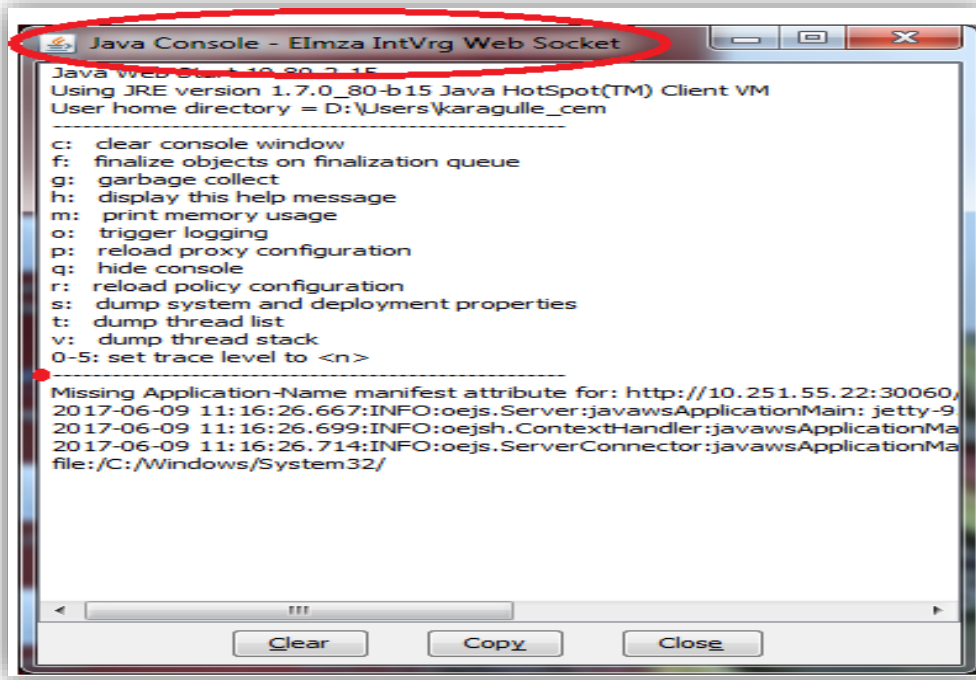 Java Console - EImza IntVrg Web Socket
Java Web Start 10.80.2.15
Using JRE version 1.7.0_80-b15 Java HotSpot(TM) Client VM
User home directory = D:\Users\karagulle_cem
----------------------------------------------------
c:   clear console window
f:   finalize objects on finalization queue
g:   garbage collect
h:   display this help message
m:   print memory usage
o:   trigger logging
p:   reload proxy configuration
q:   hide console
r:   reload policy configuration
s:   dump system and deployment properties
t:   dump thread list
v:   dump thread stack
0-5: set trace level to <n>
----------------------------------------------------
Missing Application-Name manifest attribute for: http://10.251.55.22:30060/
2017-06-09 11:16:26.667:INFO:oejs.Server:javawsApplicationMain: jetty-9
2017-06-09 11:16:26.699:INFO:oejsh.ContextHandler:javawsApplicationMa
2017-06-09 11:16:26.714:INFO:oejs.ServerConnector:javawsApplicationMa
file:/C:/Windows/System32/
Clear Copy Close